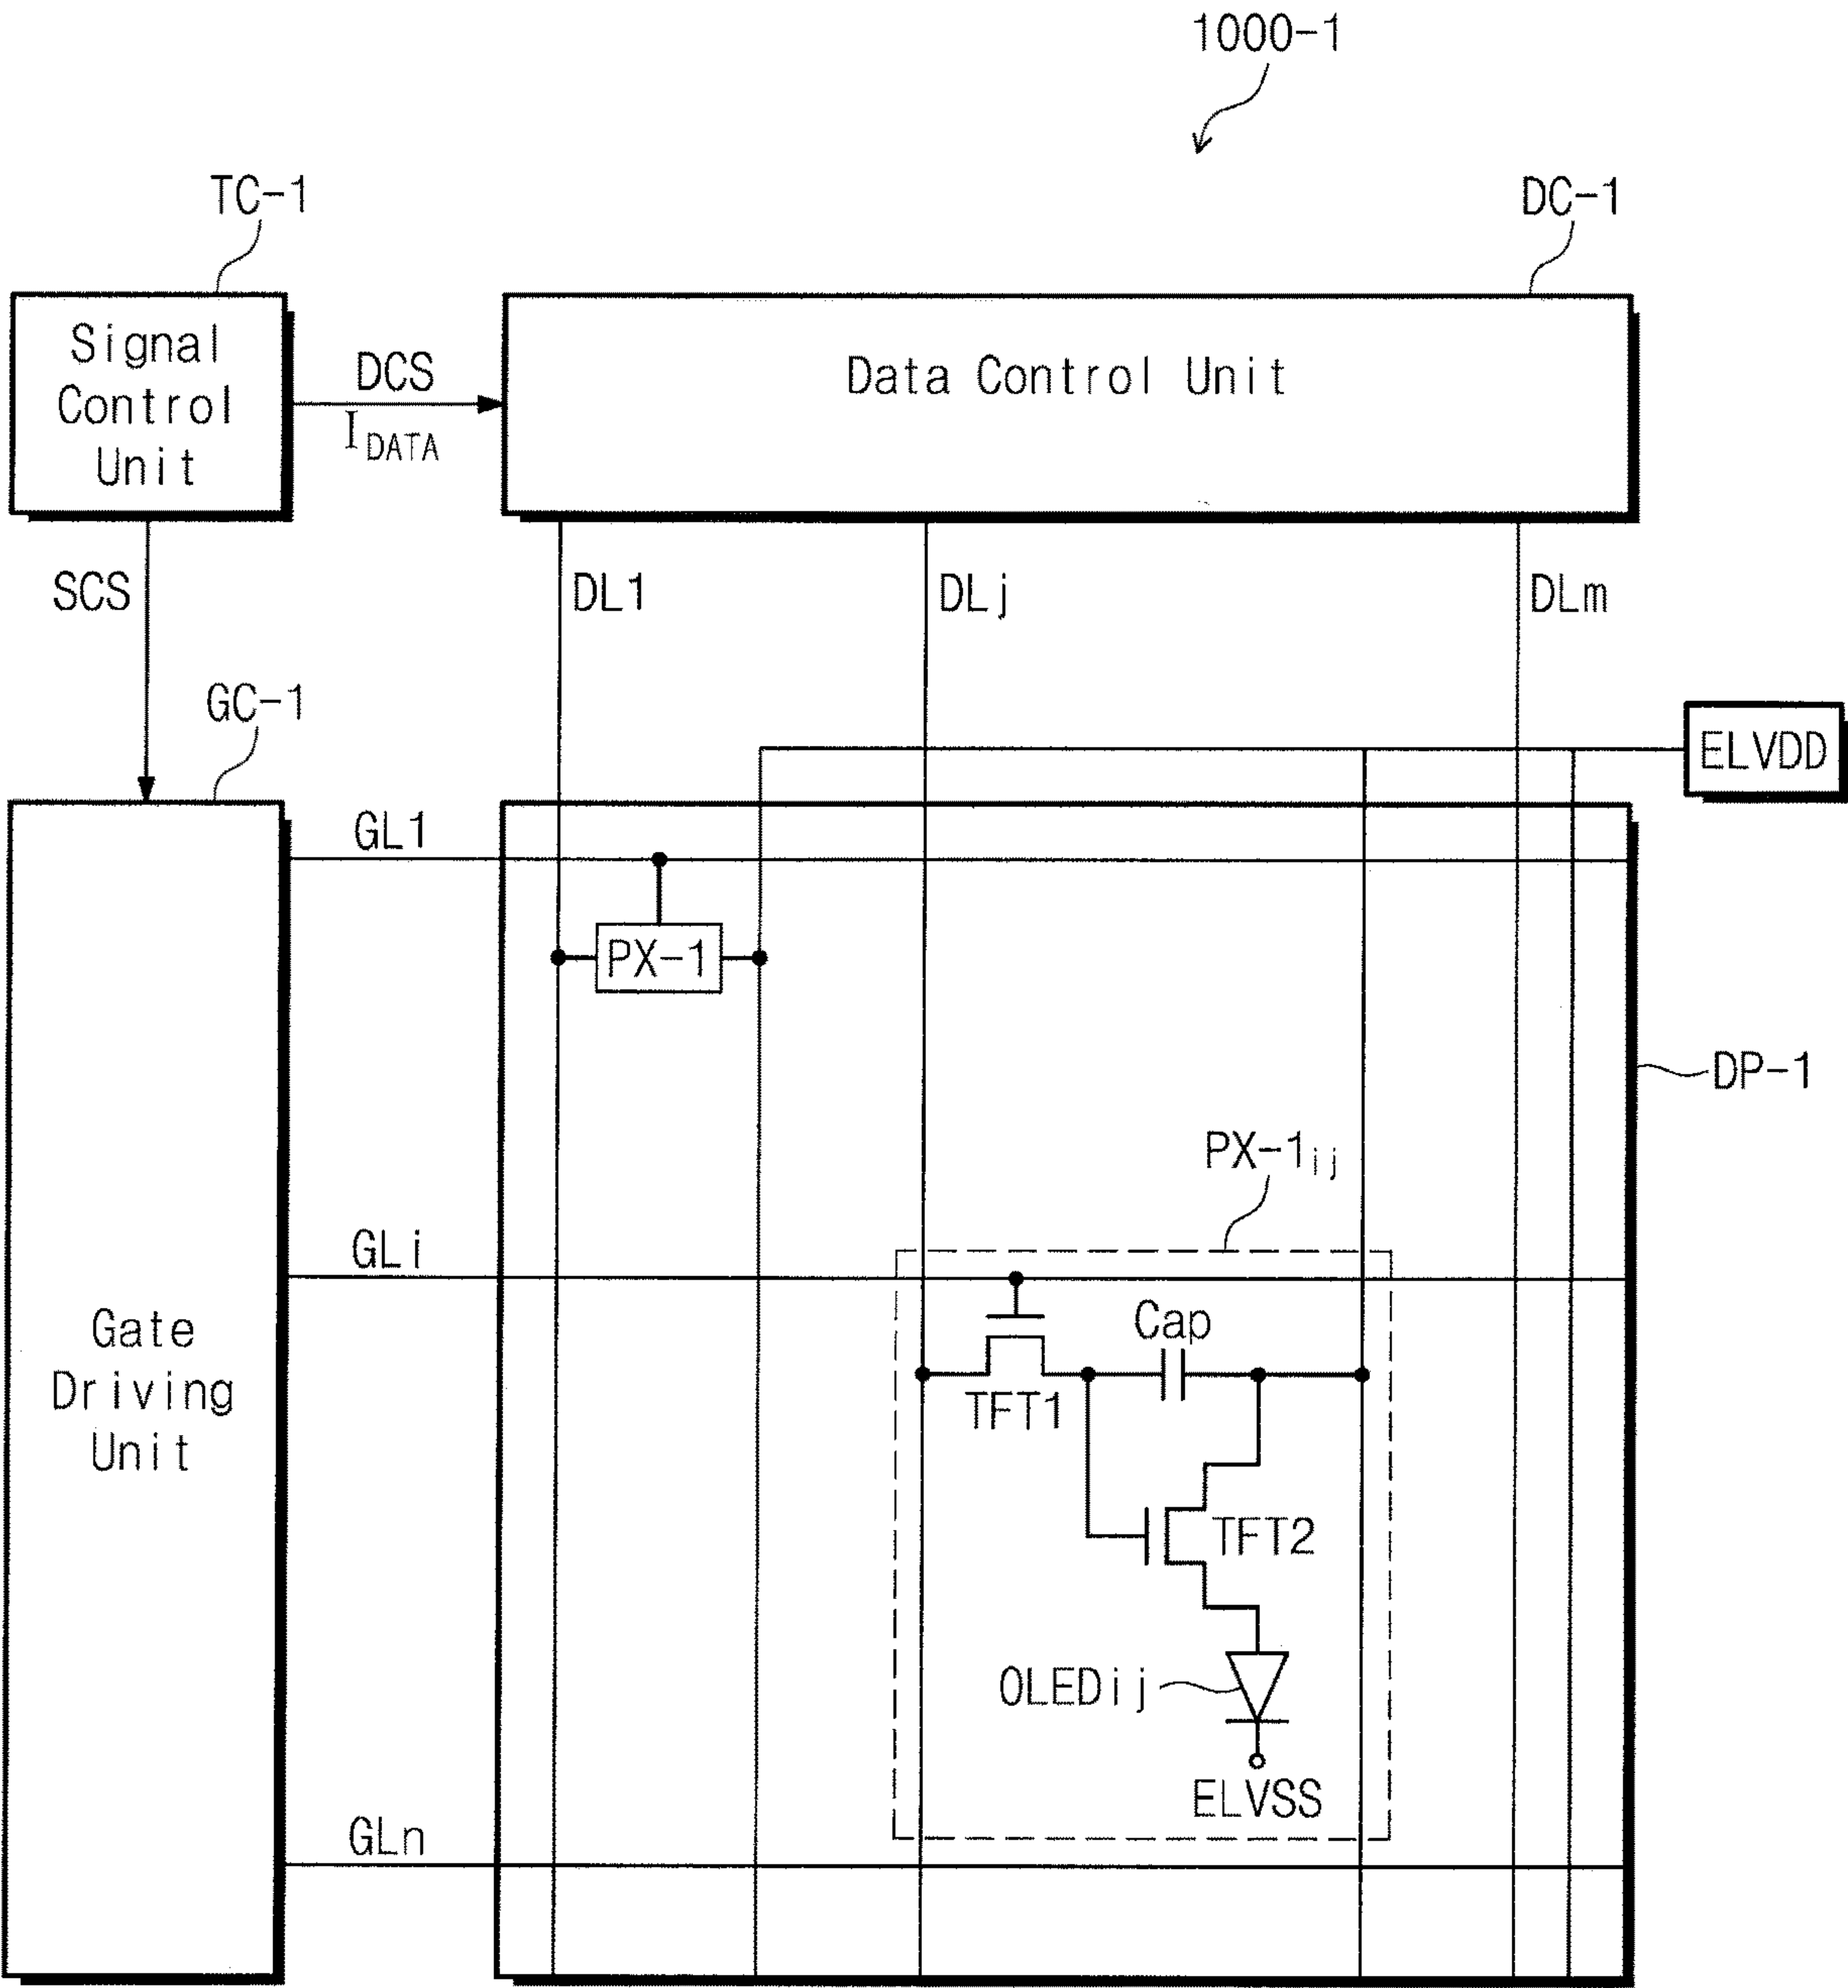 1000-1
TC-1
DC-1
Signal
Control
Unit
DCS
I_DATA
Data Control Unit
SCS
DL1
DLj
DLm
GC-1
ELVDD
GL1
PX-1
DP-1
PX-1ij
GLi
Cap
TFT1
Gate
Driving
Unit
TFT2
OLEDij
ELVSS
GLn